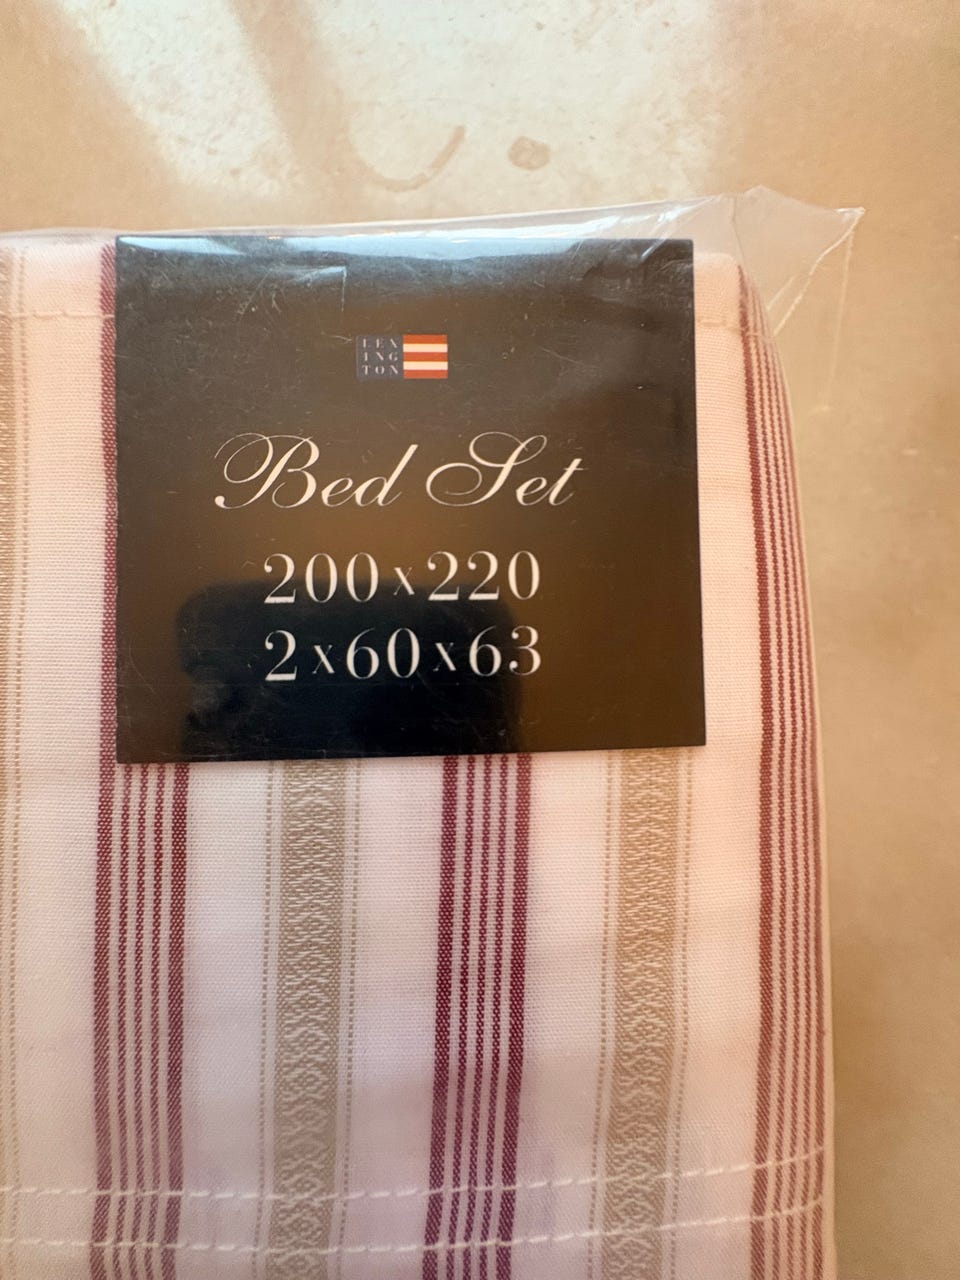 LEX
ING
TON
Bed Set
200x220
2x60x63